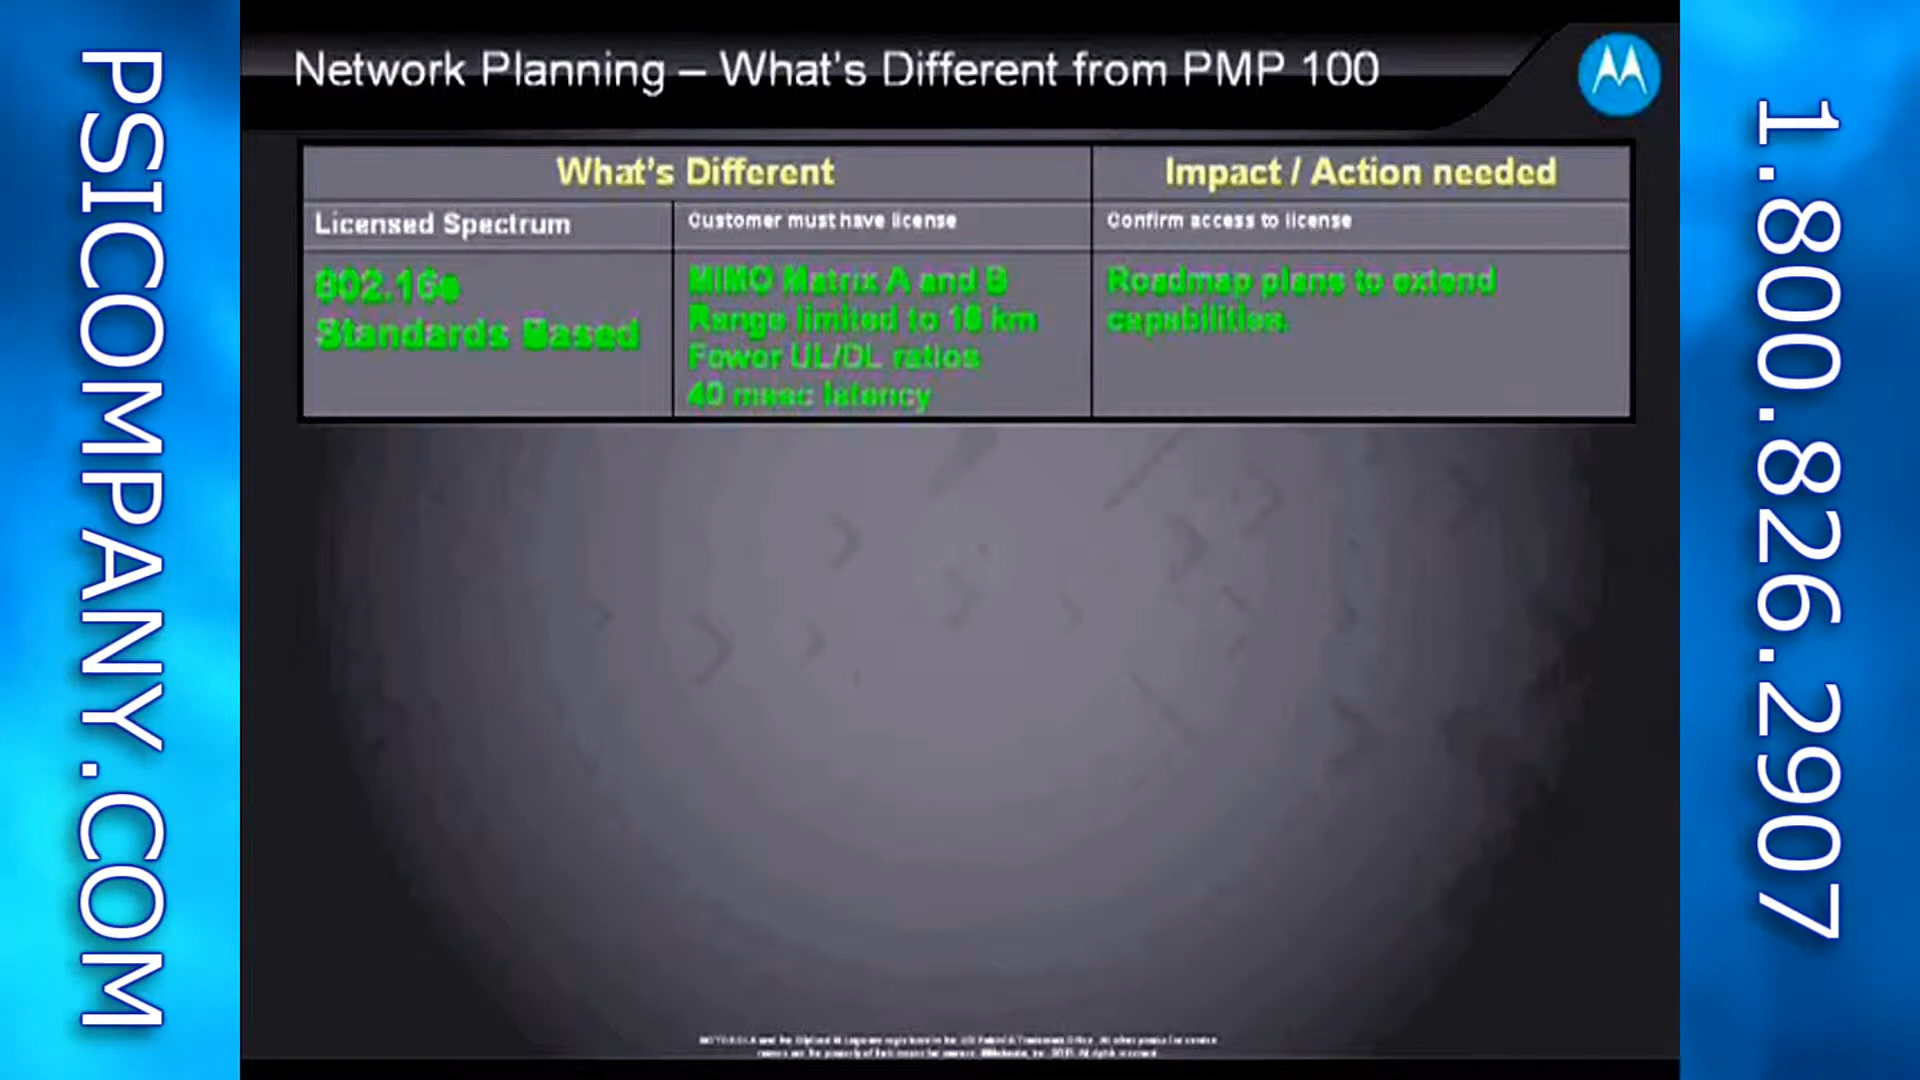 PSICOMPANY.COM
Network Planning – What's Different from PMP 100
What's Different
Impact / Action needed
Licensed Spectrum
Customer must have license
Confirm access to license
802.16e
Standards Based
MIMO Matrix A and B
Range limited to 16 km
Fewer UL/DL ratios
40 msec latency
Roadmap plans to extend
capabilities.
1.800.826.2907